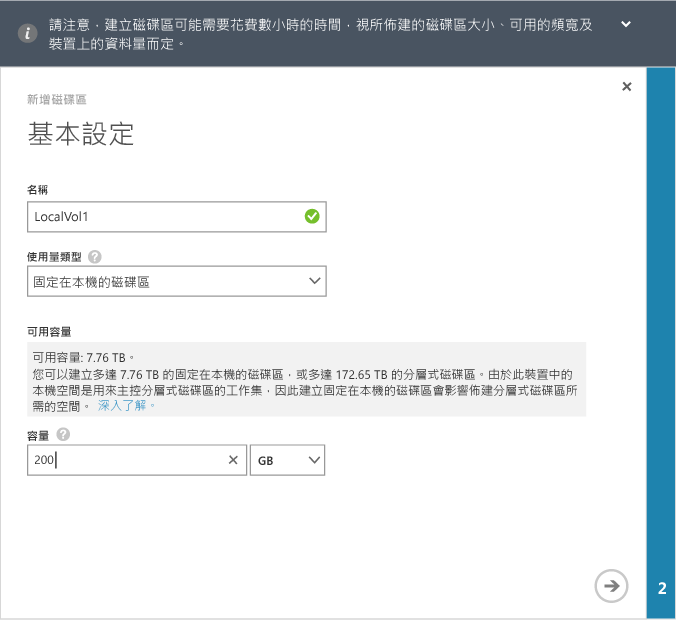 請注意，建立磁碟區可能需要花費數小時的時間，視所佈建的磁碟區大小、可用的頻寬及
裝置上的資料量而定。
新增磁碟區
基本設定
名稱
LocalVol1
使用量類型
固定在本機的磁碟區
可用容量
可用容量: 7.76 TB。
您可以建立多達 7.76 TB 的固定在本機的磁碟區，或多達 172.65 TB 的分層式磁碟區。由於此裝置中的
本機空間是用來主控分層式磁碟區的工作集，因此建立固定在本機的磁碟區會影響佈建分層式磁碟區所
需的空間。 深入了解。
容量
200
GB
2